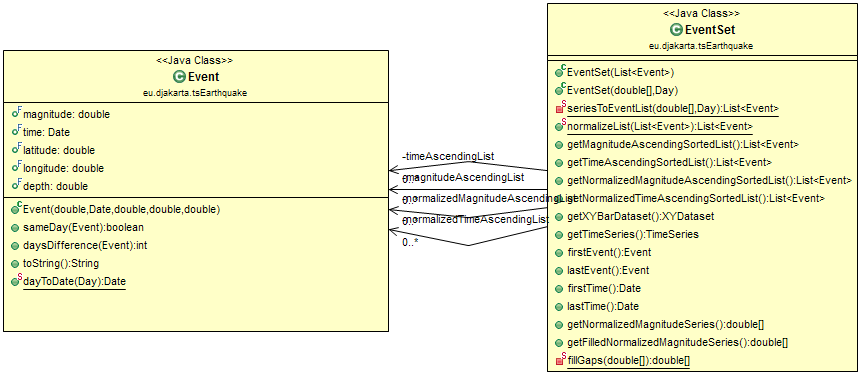 <<Java Class>>
Event
eu.djakarta.tsEarthquake
magnitude: double
time: Date
latitude: double
longitude: double
depth: double
Event(double,Date,double,double,double)
sameDay(Event):boolean
daysDifference(Event):int
toString():String
dayToDate(Day):Date
-timeAscendingList
0..*
-magnitudeAscendingList
0..*
-normalizedMagnitudeAscendingList
0..*
-normalizedTimeAscendingList
0..*
<<Java Class>>
EventSet
eu.djakarta.tsEarthquake
EventSet(List<Event>)
EventSet(double[],Day)
seriesToEventList(double[],Day):List<Event>
normalizeList(List<Event>):List<Event>
getMagnitudeAscendingSortedList():List<Event>
getTimeAscendingSortedList():List<Event>
getNormalizedMagnitudeAscendingSortedList():List<Event>
getNormalizedTimeAscendingSortedList():List<Event>
getXYBarDataset():XYDataset
getTimeSeries():TimeSeries
firstEvent():Event
lastEvent():Event
firstTime():Date
lastTime():Date
getNormalizedMagnitudeSeries():double[]
getFilledNormalizedMagnitudeSeries():double[]
fillGaps(double[]):double[]